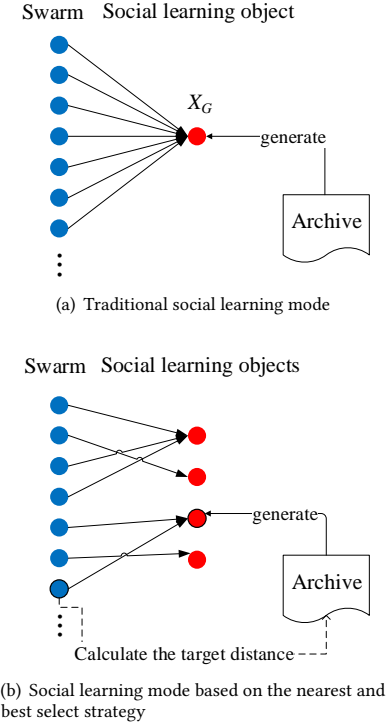 Swarm Social learning object
X_G
generate
Archive
(a) Traditional social learning mode
Swarm Social learning objects
generate
Archive
Calculate the target distance
(b) Social learning mode based on the nearest and
best select strategy